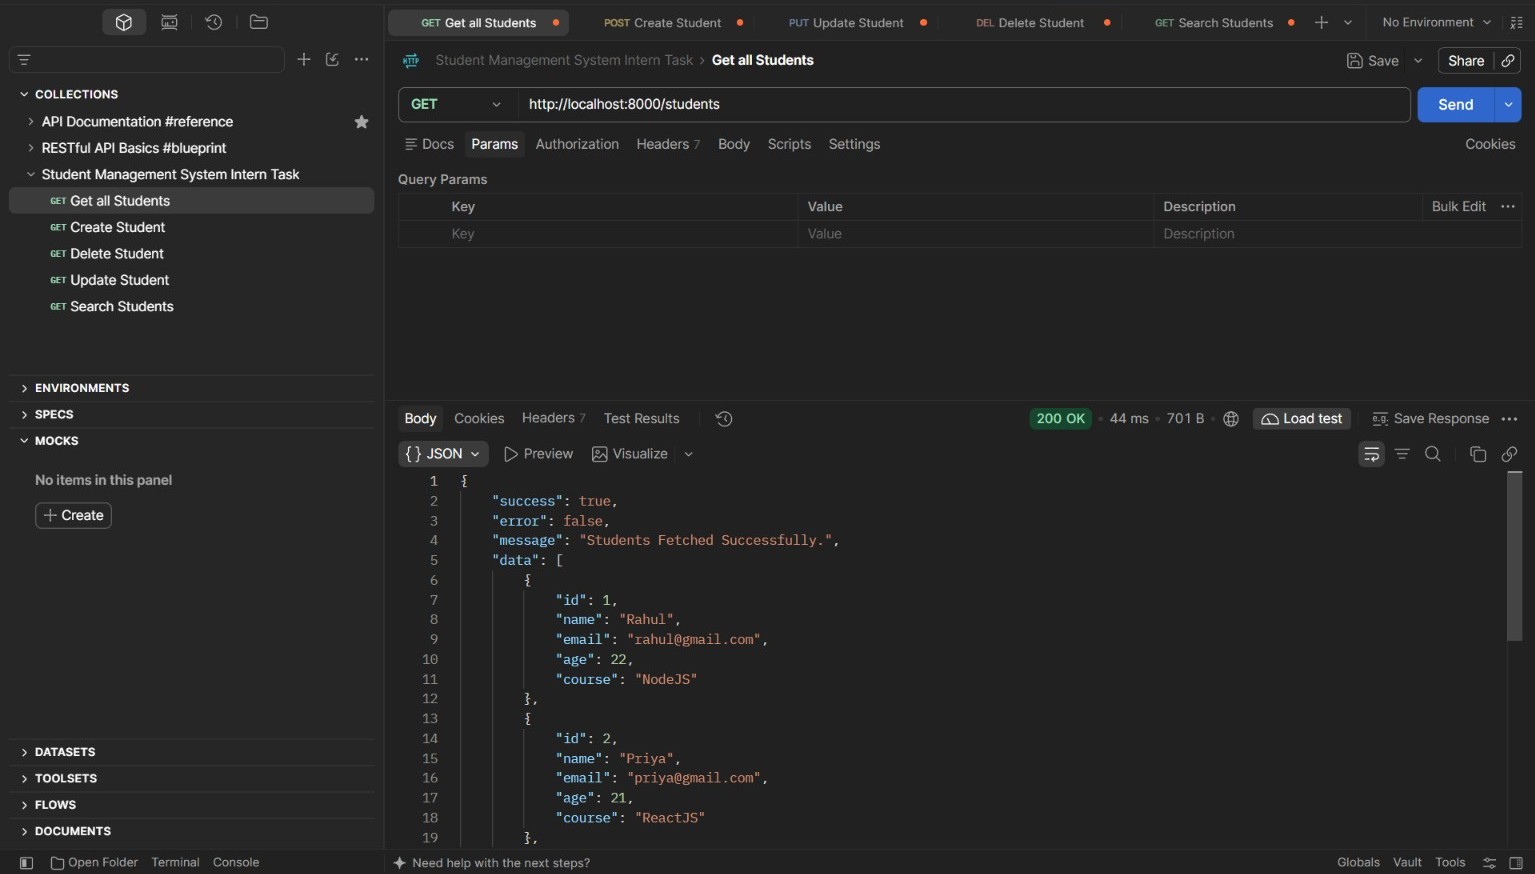 GET Get all Students
POST Create Student
PUT Update Student
DEL Delete Student
GET Search Students
No Environment
Student Management System Intern Task > Get all Students
Save
Share
GET
http://localhost:8000/students
Send
Docs
Params
Authorization
Headers 7
Body
Scripts
Settings
Cookies
Query Params
Key Value Description Bulk Edit
Key Value Description
COLLECTIONS
API Documentation #reference
RESTful API Basics #blueprint
Student Management System Intern Task
GET Get all Students
GET Create Student
GET Delete Student
GET Update Student
GET Search Students
ENVIRONMENTS
SPECS
MOCKS
No items in this panel
Create
DATASETS
TOOLSETS
FLOWS
DOCUMENTS
Body
Cookies
Headers 7
Test Results
200 OK
44 ms
701 B
Load test
e.g. Save Response
{} JSON
Preview
Visualize
1 {
2 "success": true,
3 "error": false,
4 "message": "Students Fetched Successfully.",
5 "data": [
6 {
7 "id": 1,
8 "name": "Rahul",
9 "email": "rahul@gmail.com",
10 "age": 22,
11 "course": "NodeJS"
12 },
13 {
14 "id": 2,
15 "name": "Priya",
16 "email": "priya@gmail.com",
17 "age": 21,
18 "course": "ReactJS"
19 },
Open Folder
Terminal
Console
Need help with the next steps?
Globals
Vault
Tools